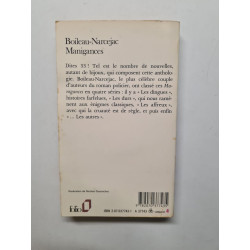 Boileau-Narcejac
Manigances
Dites 33! Tel est le nombre de nouvelles,
autant de bijoux, qui composent cette antholo-
gie. Boileau-Narcejac, le plus célèbre couple
d'auteurs du roman policier, ont classé ces Ma-
nigances en quatre séries : il y a « Les dingues »,
histoires farfelues, « Les durs », qui nous ramè-
nent aux énigmes classiques, « Les affreux »,
avec qui la cruauté est de règle, et puis enfin
«... Les autres ».
folio